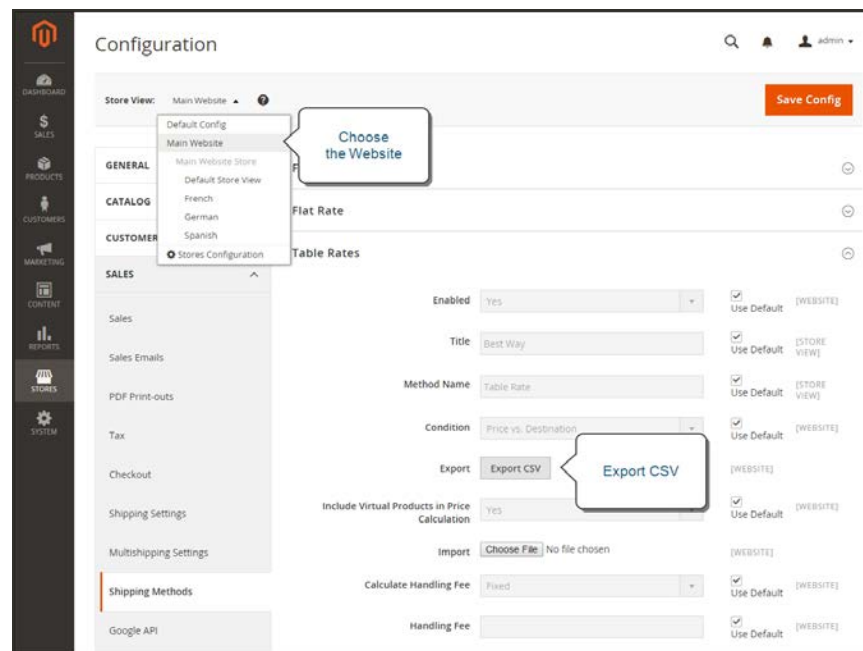 Configuration
admin
DASHBOARD
SALES
PRODUCTS
CUSTOMERS
MARKETING
CONTENT
REPORTS
STORES
SYSTEM
Store View: Main Website
Save Config
Default Config
Main Website
Main Website Store
Default Store View
French
German
Spanish
Stores Configuration
Choose
the Website
GENERAL
CATALOG
CUSTOMER
SALES
Sales
Sales Emails
PDF Print-outs
Tax
Checkout
Shipping Settings
Multishipping Settings
Shipping Methods
Google API
F
Flat Rate
Table Rates
Enabled Yes Use Default [WEBSITE]
Title Best Way Use Default [STORE
VIEW]
Method Name Table Rate Use Default [STORE
VIEW]
Condition Price vs. Destination Use Default [WEBSITE]
Export Export CSV [WEBSITE]
Export CSV
Include Virtual Products in Price
Calculation Yes Use Default [WEBSITE]
Import Choose File No file chosen [WEBSITE]
Calculate Handling Fee Fixed Use Default [WEBSITE]
Handling Fee Use Default [WEBSITE]